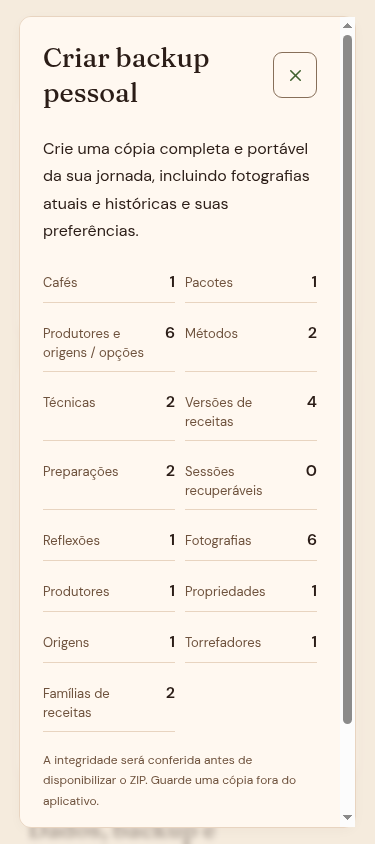 Criar backup
pessoal
Crie uma cópia completa e portável
da sua jornada, incluindo fotografias
atuais e históricas e suas
preferências.
Cafés 1 Pacotes 1
Produtores e 6 Métodos 2
origens / opções
Técnicas 2 Versões de 4
receitas
Preparações 2 Sessões 0
recuperáveis
Reflexões 1 Fotografias 6
Produtores 1 Propriedades 1
Origens 1 Torrefadores 1
Famílias de 2
receitas
A integridade será conferida antes de
disponibilizar o ZIP. Guarde uma cópia fora do
aplicativo.